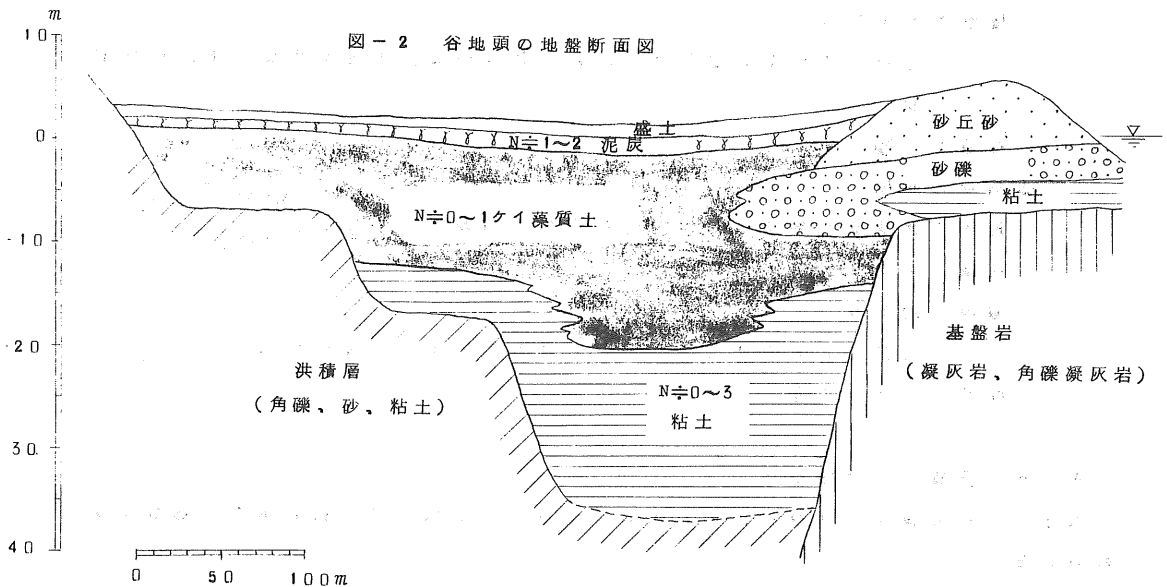 m
10
図－2 谷地頭の地盤断面図
盛土
砂丘砂
0
N≒1～2 泥炭
砂礫
粘土
N≒0～1ケイ藻質土
-10
-20
基盤岩
(凝灰岩、角礫凝灰岩)
洪積層
(角礫、砂、粘土)
N≒0～3
粘土
30
40
0 50 100m